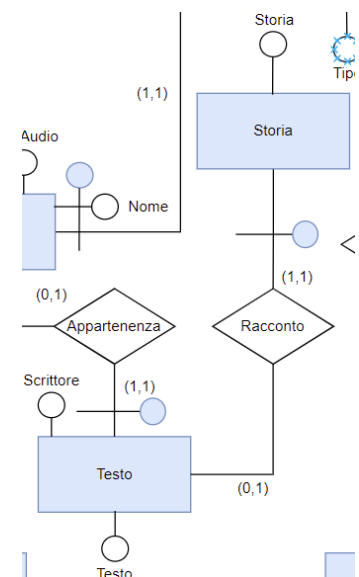 Storia
Tipo
(1,1)
Storia
Audio
Nome
(1,1)
(0,1)
Appartenenza
Racconto
Scrittore
(1,1)
Testo
(0,1)
Testo